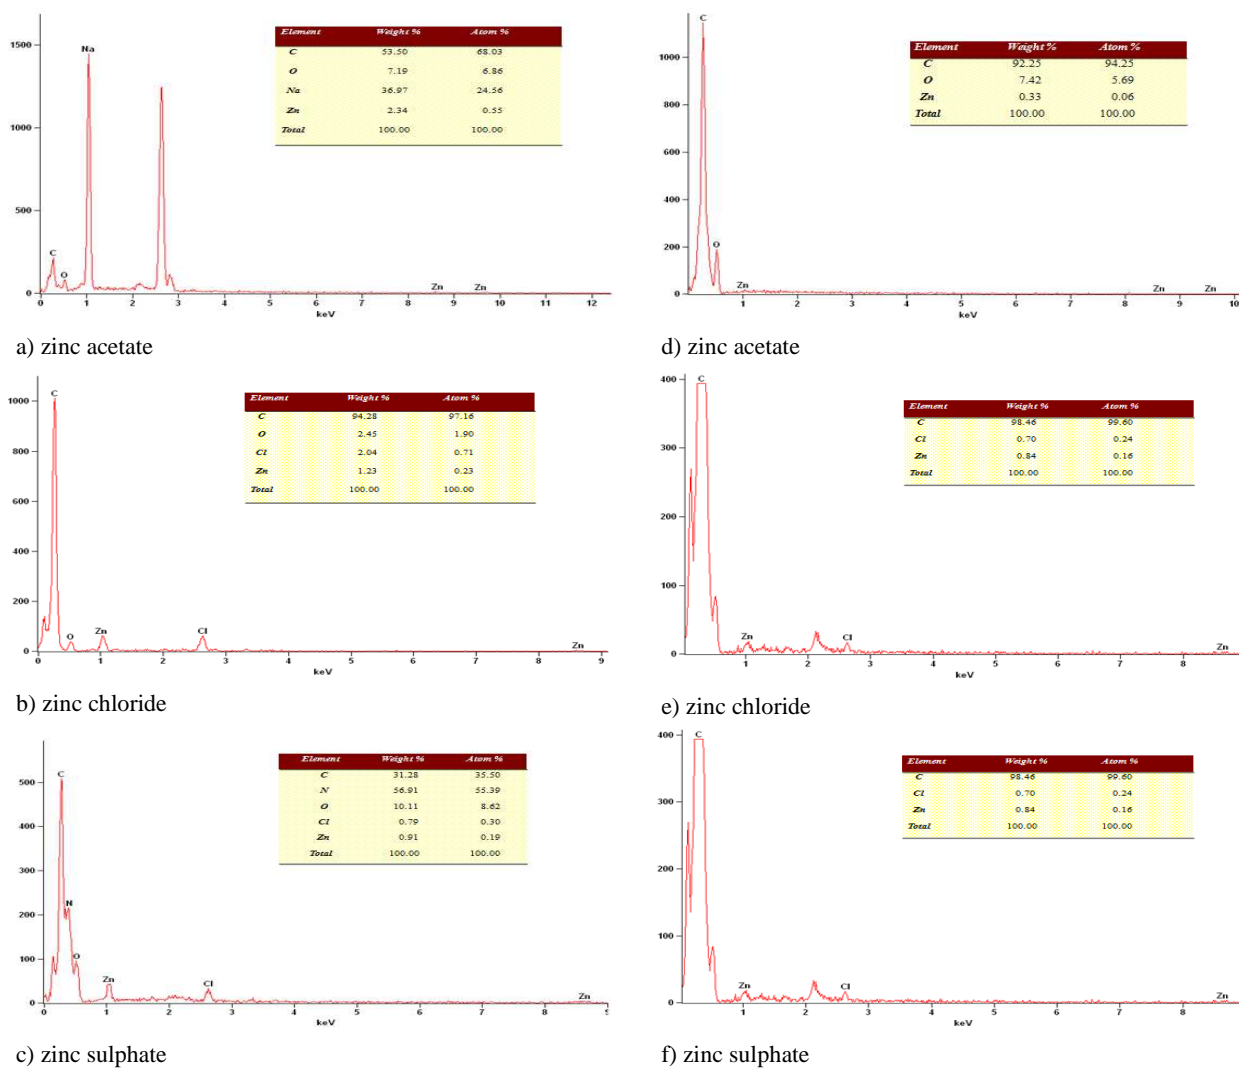 Element Weight % Atom %
C 53.50 68.03
O 7.19 6.86
Na 36.97 24.56
Zn 2.34 0.55
Total 100.00 100.00
1500
1000
500
0
Na
C
O
Zn Zn
0 1 2 3 4 5 6 7 8 9 10 11 12
keV
a) zinc acetate
Element Weight % Atom %
C 92.25 94.25
O 7.42 5.69
Zn 0.33 0.06
Total 100.00 100.00
1000
800
600
400
200
0
C
O
Zn Zn Zn
1 2 3 4 5 6 7 8 9 10
keV
d) zinc acetate
Element Weight % Atom %
C 94.28 97.16
O 2.45 1.90
Cl 2.04 0.71
Zn 1.23 0.23
Total 100.00 100.00
1000
800
600
400
200
0
C
O
Zn Cl Zn
0 1 2 3 4 5 6 7 8 9
keV
b) zinc chloride
Element Weight % Atom %
C 98.46 99.60
Cl 0.70 0.24
Zn 0.84 0.16
Total 100.00 100.00
400
300
200
100
0
C
Zn Cl Zn
1 2 3 4 5 6 7 8
keV
e) zinc chloride
Element Weight % Atom %
C 31.28 35.50
N 56.91 55.39
O 10.11 8.62
Cl 0.79 0.30
Zn 0.91 0.19
Total 100.00 100.00
500
400
300
200
100
0
C
N
O
Zn Cl Zn
0 1 2 3 4 5 6 7 8
keV
c) zinc sulphate
Element Weight % Atom %
C 98.46 99.60
Cl 0.70 0.24
Zn 0.84 0.16
Total 100.00 100.00
400
300
200
100
0
C
Zn Cl Zn
1 2 3 4 5 6 7 8
keV
f) zinc sulphate